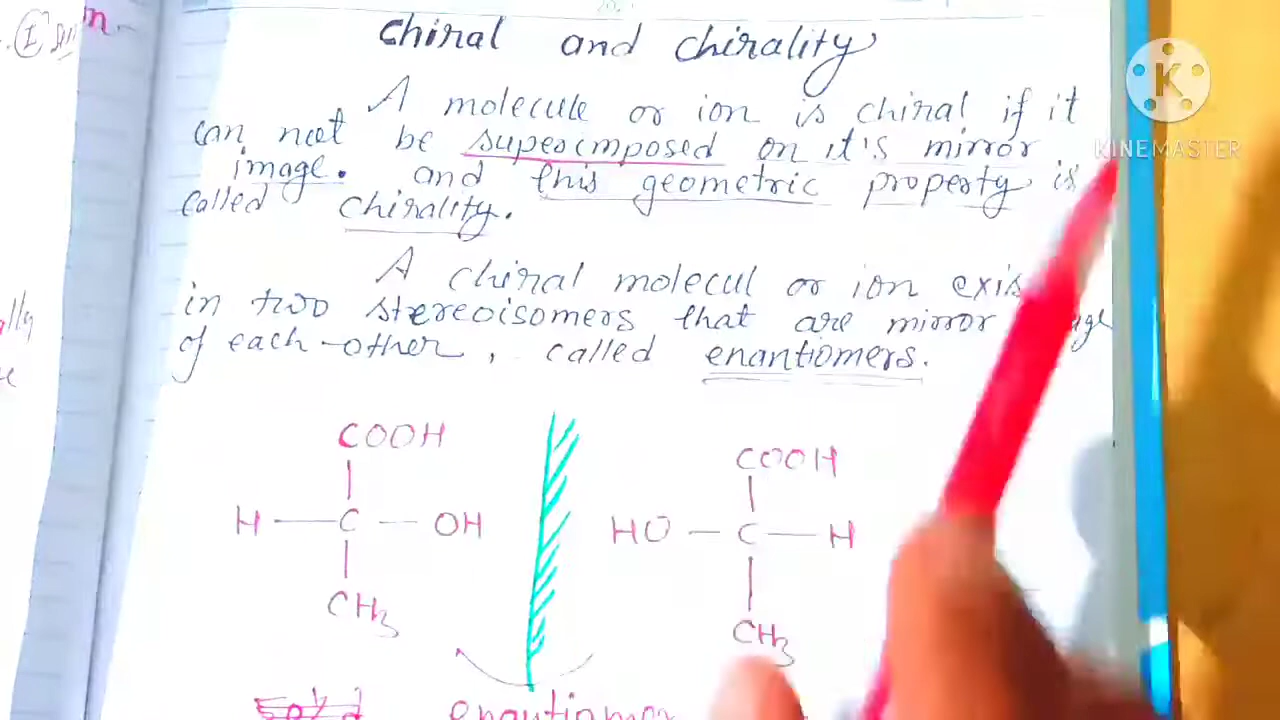 Chiral and chirality
A molecule or ion is chiral if it
can not be superimposed on it's mirror
image. and this geometric property is
called chirality.
A chiral molecul or ion
in two stereoisomers that are mirror
of each-other, called enantiomers.
COOH COOH
H — C — OH HO — C — H
CH3 CH3
K
KINEMASTER